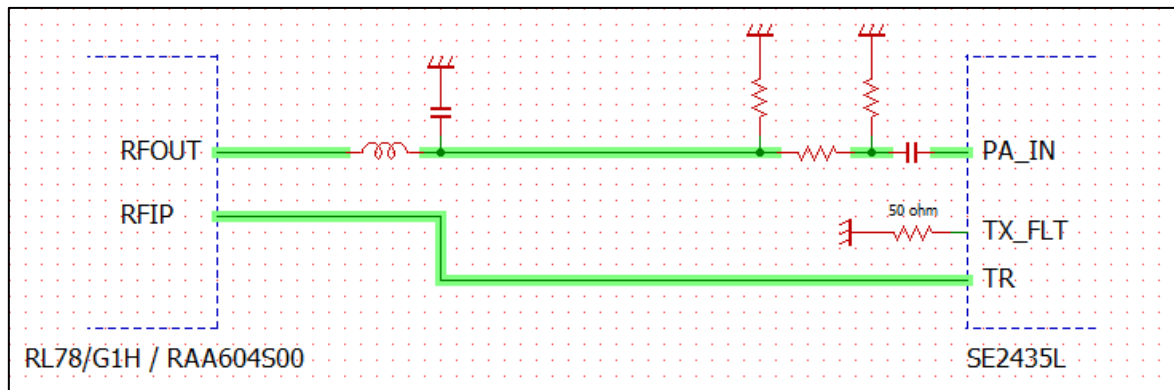 RFOUT
PA_IN
RFIP
50 ohm
TX_FLT
TR
RL78/G1H / RAA604S00
SE2435L